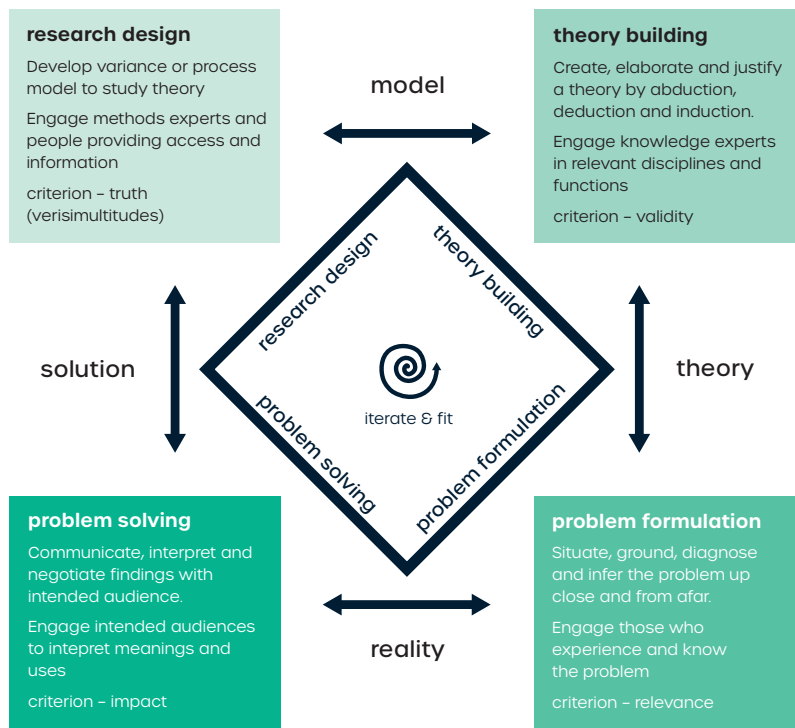 research design
Develop variance or process
model to study theory
Engage methods experts and
people providing access and
information
criterion – truth
(verisimultitudes)
model
theory building
Create, elaborate and justify
a theory by abduction,
deduction and induction.
Engage knowledge experts
in relevant disciplines and
functions
criterion – validity
research design
theory building
solution
iterate & fit
theory
problem solving
problem formulation
problem solving
Communicate, interpret and
negotiate findings with
intended audience.
Engage intended audiences
to intepret meanings and
uses
criterion – impact
reality
problem formulation
Situate, ground, diagnose
and infer the problem up
close and from afar.
Engage those who
experience and know
the problem
criterion – relevance